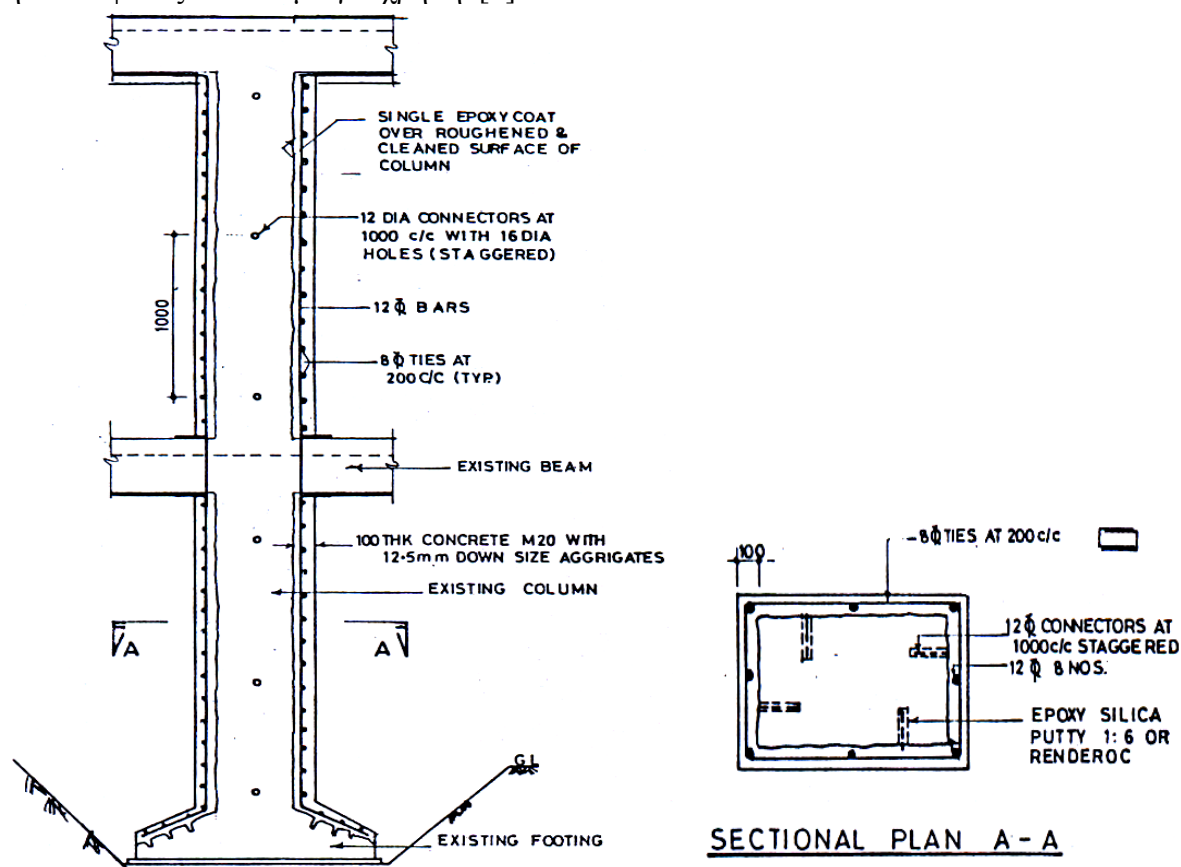 SINGLE EPOXY COAT
OVER ROUGHENED &
CLEANED SURFACE OF
COLUMN
12 DIA CONNECTORS AT
1000 c/c WITH 16 DIA
HOLES (STAGGERED)
1000
12 Φ BARS
8 Φ TIES AT
200 C/C (TYP.)
EXISTING BEAM
100 THK CONCRETE M20 WITH
12·5mm DOWN SIZE AGGRIGATES
EXISTING COLUMN
A A
G L
EXISTING FOOTING
8 Φ TIES AT 200 c/c
100
12 Φ CONNECTORS AT
1000 c/c STAGGERED
12 Φ 8 NOS.
EPOXY SILICA
PUTTY 1:6 OR
RENDEROC
SECTIONAL PLAN A - A